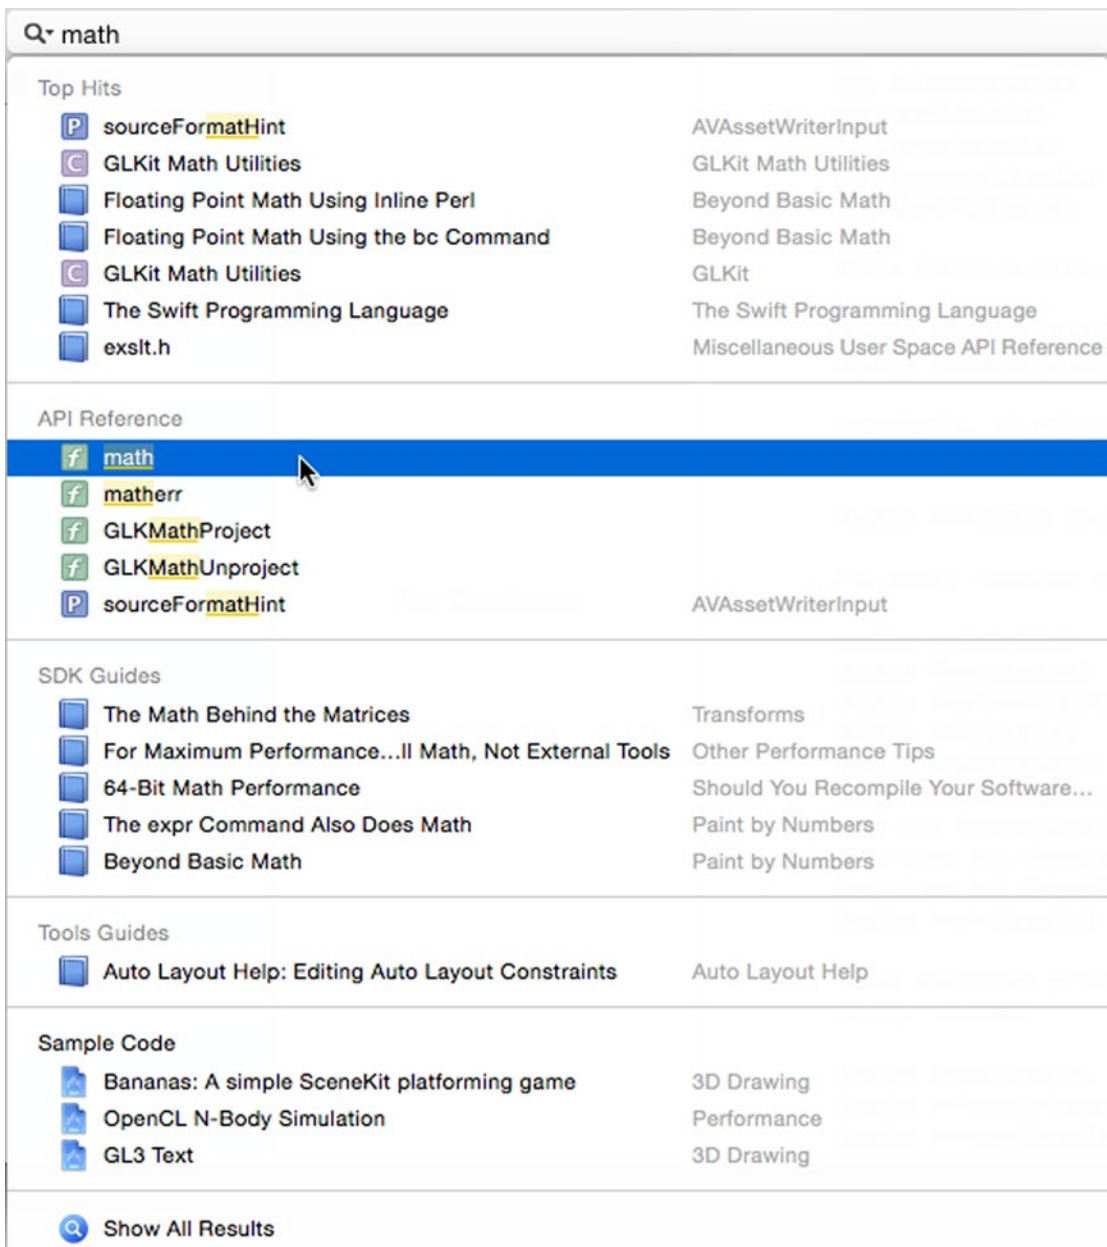 math
Top Hits
P sourceFormatHint AVAssetWriterInput
C GLKit Math Utilities GLKit Math Utilities
Floating Point Math Using Inline Perl Beyond Basic Math
Floating Point Math Using the bc Command Beyond Basic Math
C GLKit Math Utilities GLKit
The Swift Programming Language The Swift Programming Language
exslt.h Miscellaneous User Space API Reference
API Reference
f math
f matherr
f GLKMathProject
f GLKMathUnproject
P sourceFormatHint AVAssetWriterInput
SDK Guides
The Math Behind the Matrices Transforms
For Maximum Performance...ll Math, Not External Tools Other Performance Tips
64-Bit Math Performance Should You Recompile Your Software...
The expr Command Also Does Math Paint by Numbers
Beyond Basic Math Paint by Numbers
Tools Guides
Auto Layout Help: Editing Auto Layout Constraints Auto Layout Help
Sample Code
Bananas: A simple SceneKit platforming game 3D Drawing
OpenCL N-Body Simulation Performance
GL3 Text 3D Drawing
Show All Results